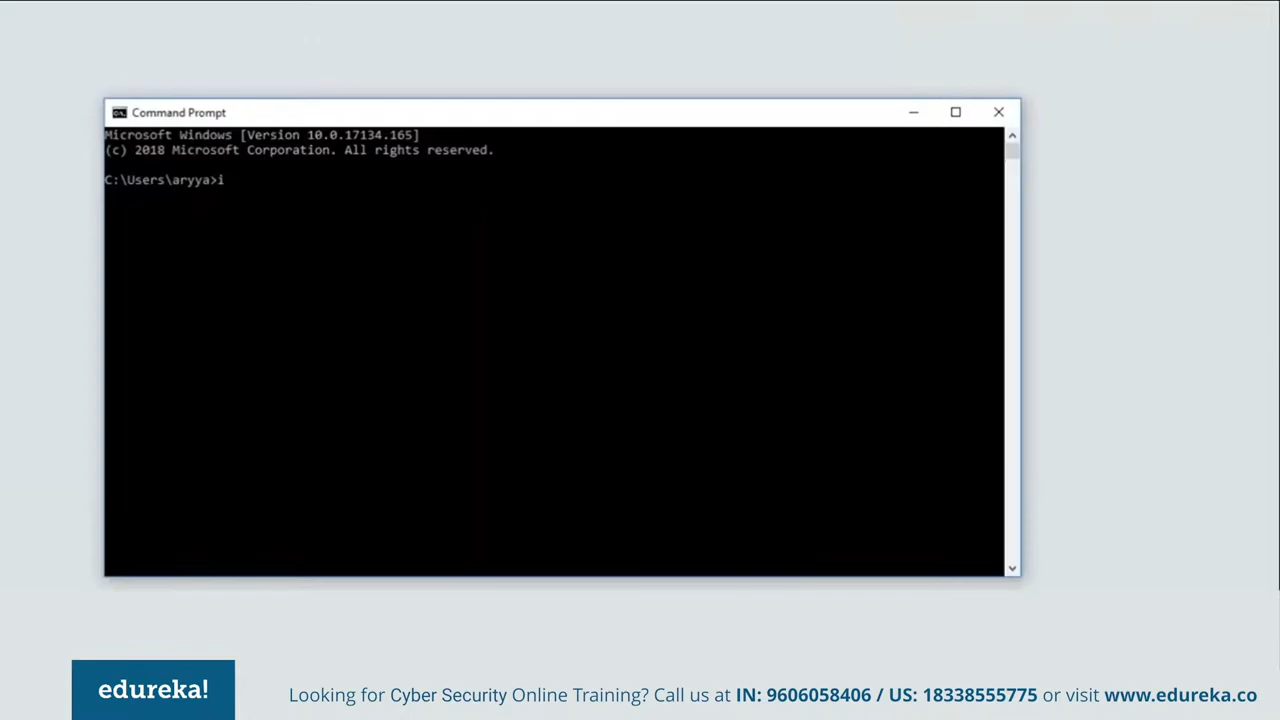 Command Prompt
Microsoft Windows [Version 10.0.17134.165]
(c) 2018 Microsoft Corporation. All rights reserved.
C:\Users\aryya>i
edureka!
Looking for Cyber Security Online Training? Call us at IN: 9606058406 / US: 18338555775 or visit www.edureka.co